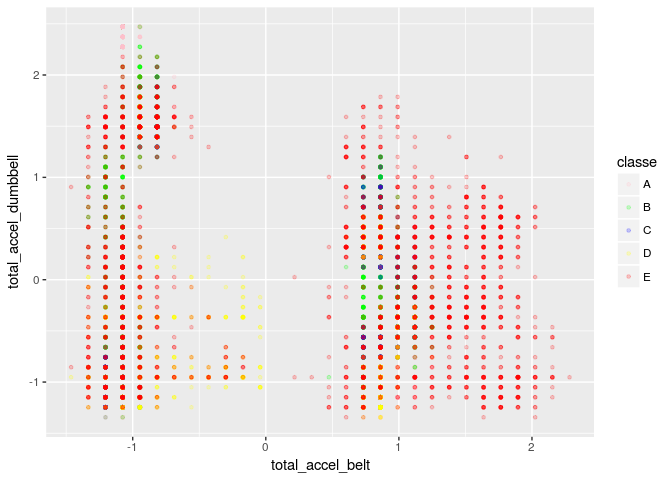 2
1
0
-1
total_accel_dumbbell
-1
0
1
2
total_accel_belt
classe
A
B
C
D
E